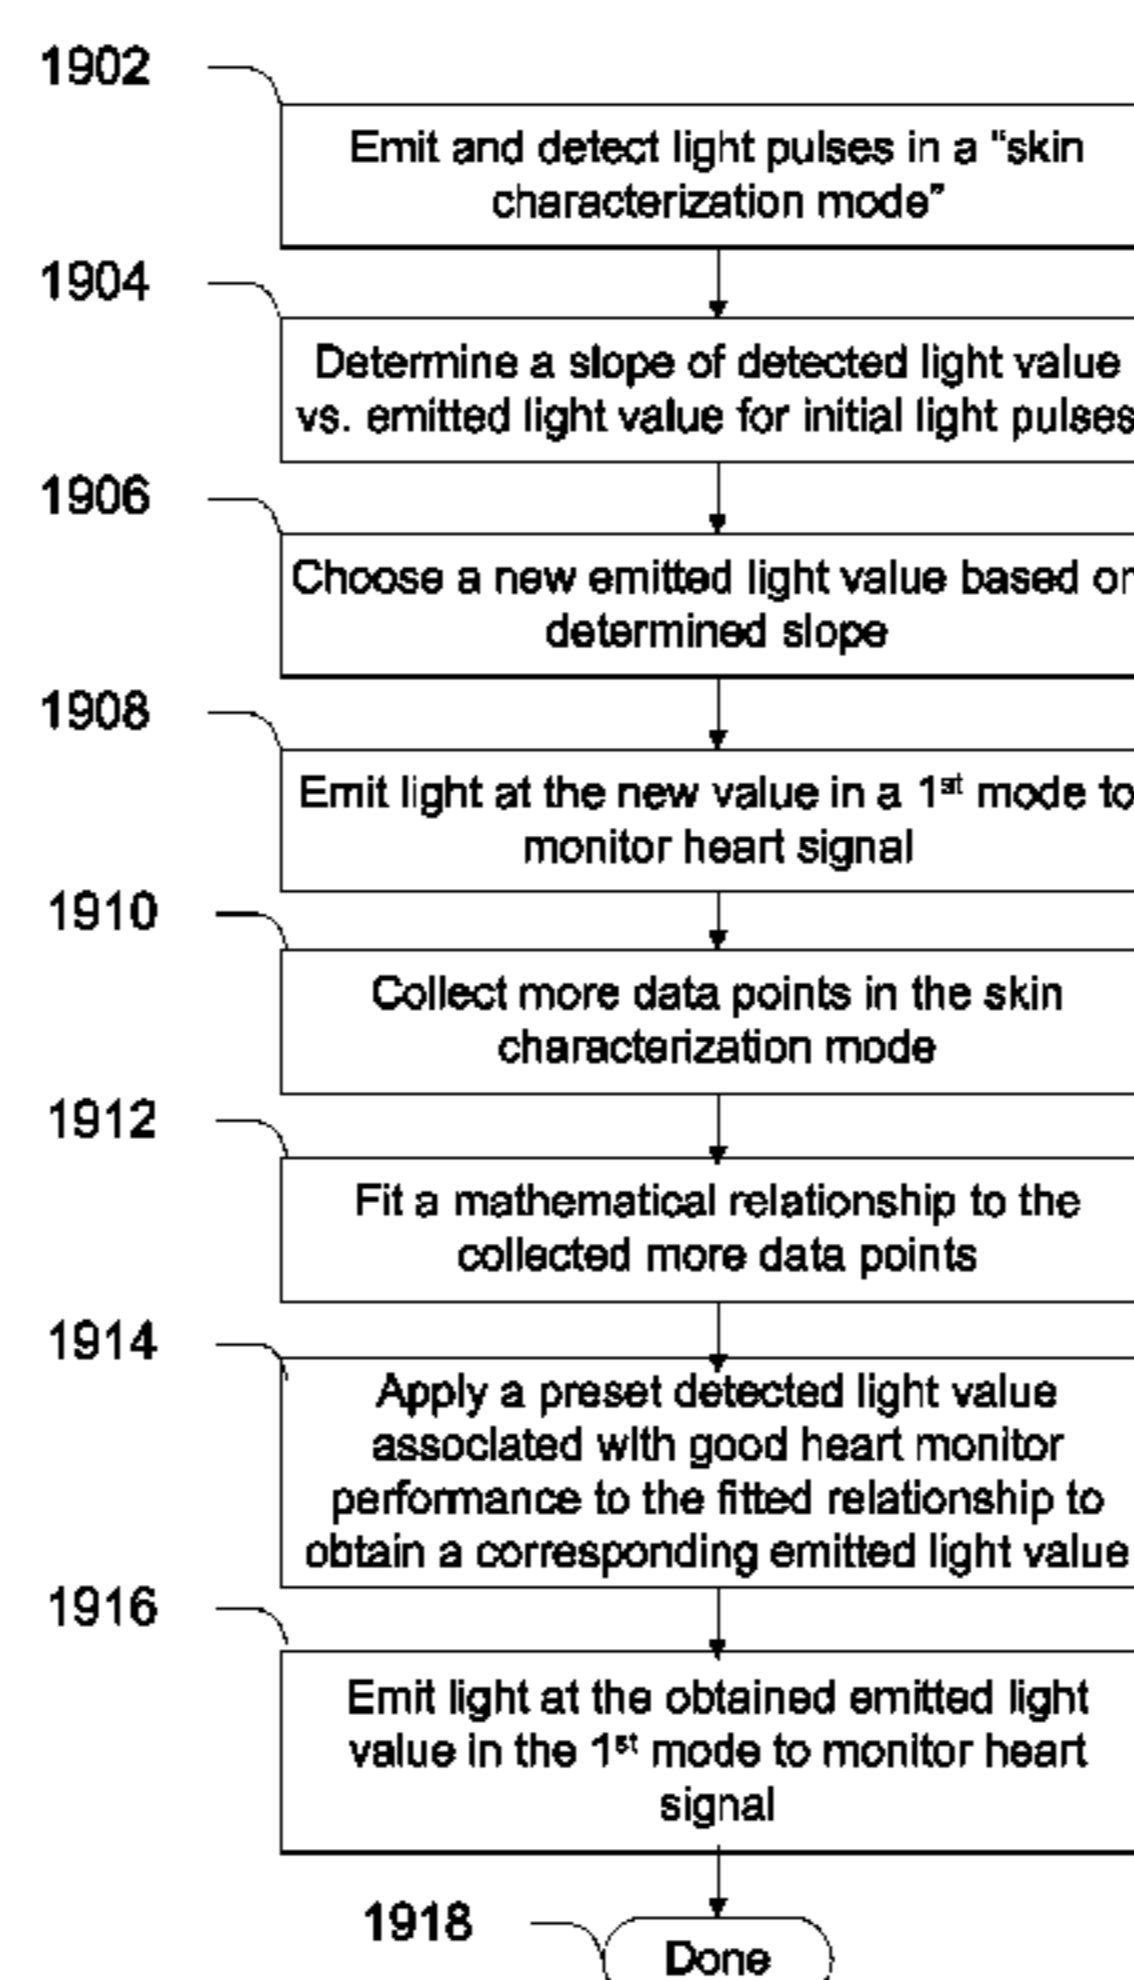 1902
Emit and detect light pulses in a “skin
characterization mode”
1904
Determine a slope of detected light value
vs. emitted light value for initial light pulses
1906
Choose a new emitted light value based on
determined slope
1908
Emit light at the new value in a 1st mode to
monitor heart signal
1910
Collect more data points in the skin
characterization mode
1912
Fit a mathematical relationship to the
collected more data points
1914
Apply a preset detected light value
associated with good heart monitor
performance to the fitted relationship to
obtain a corresponding emitted light value
1916
Emit light at the obtained emitted light
value in the 1st mode to monitor heart
signal
1918
Done